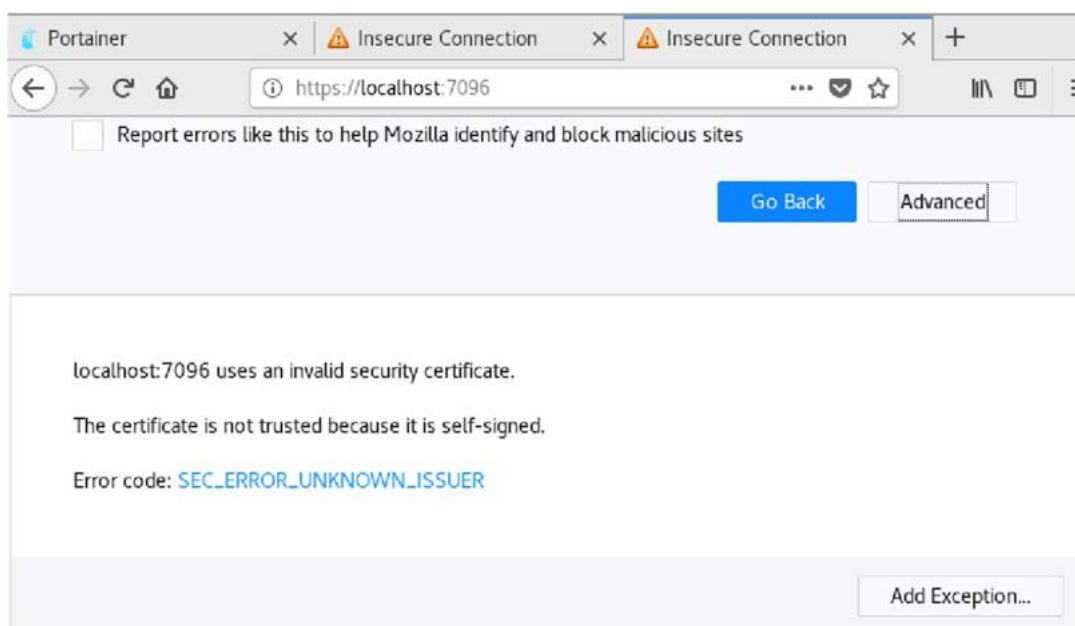 Portainer
Insecure Connection
Insecure Connection
https://localhost:7096
Report errors like this to help Mozilla identify and block malicious sites
Go Back
Advanced
localhost:7096 uses an invalid security certificate.
The certificate is not trusted because it is self-signed.
Error code: SEC_ERROR_UNKNOWN_ISSUER
Add Exception...